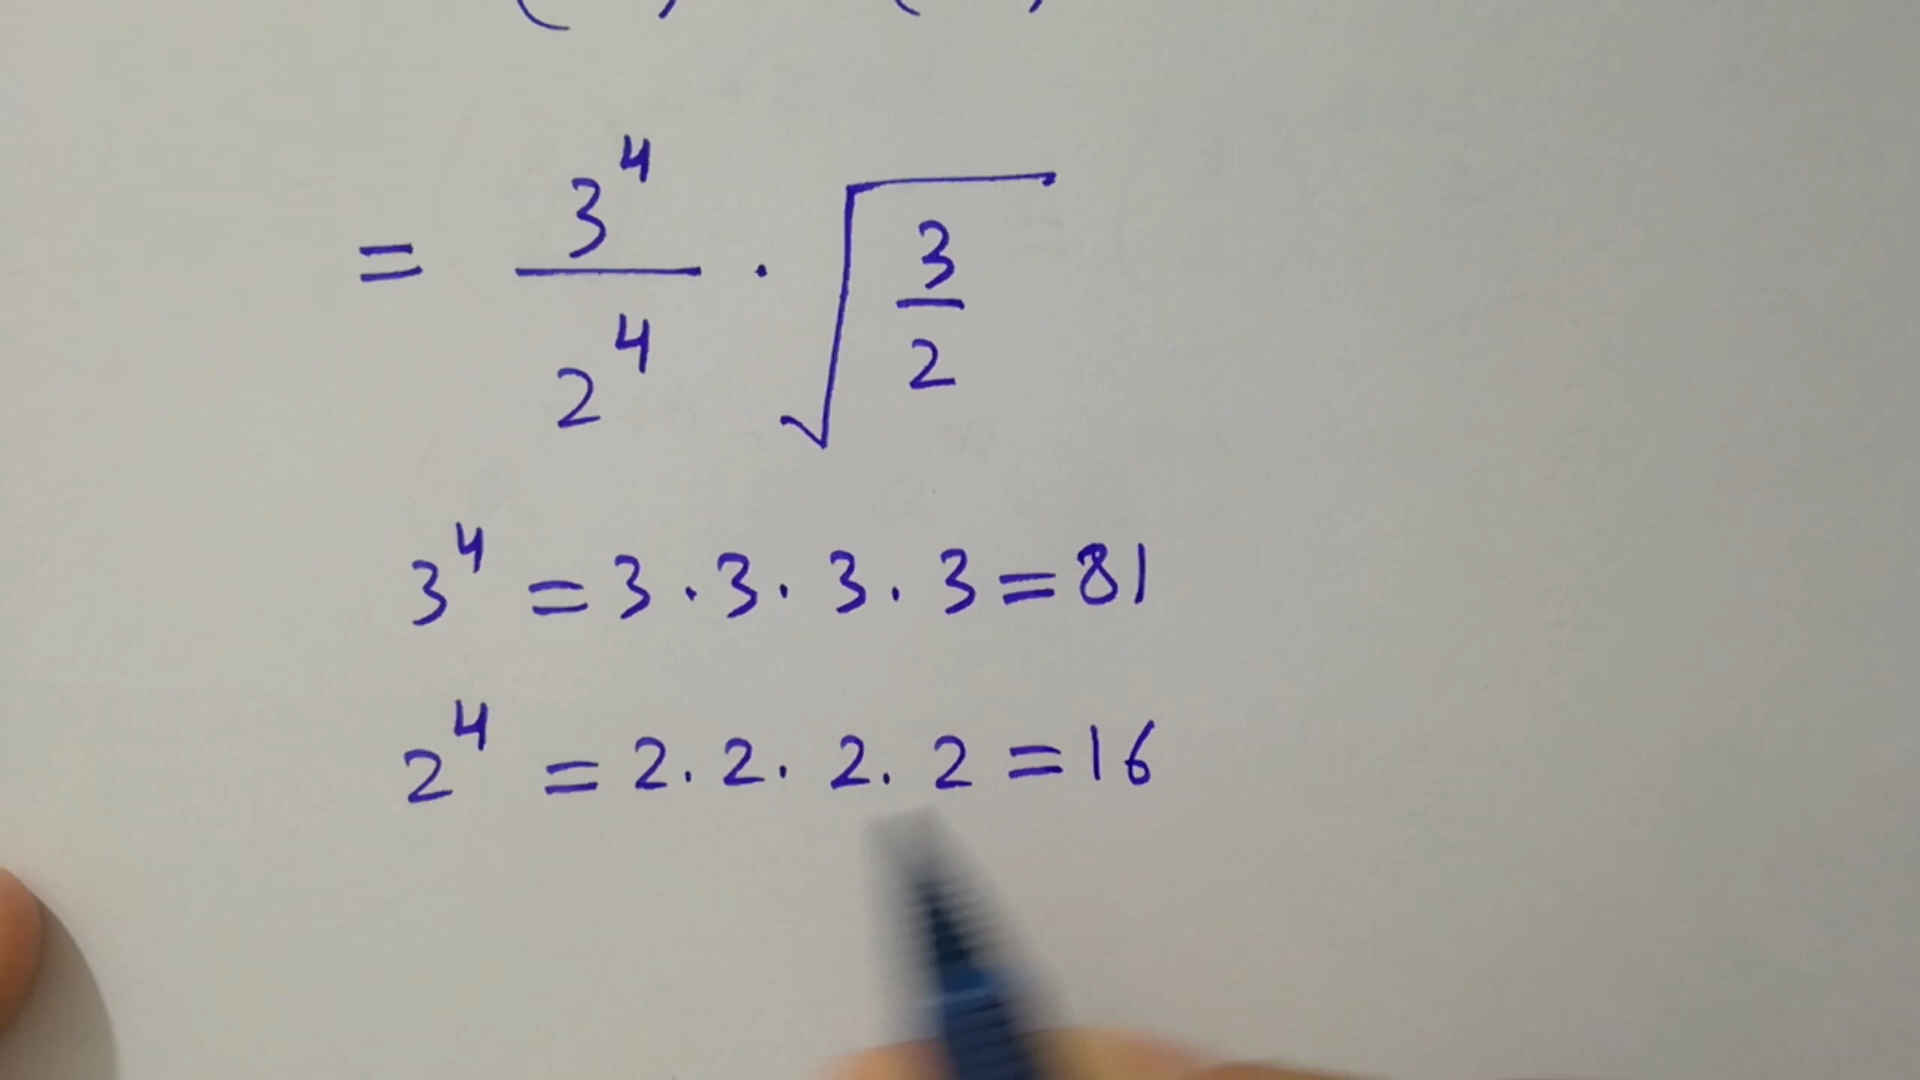 = 3^4 / 2^4 · √(3/2)
3^4 = 3 · 3 · 3 · 3 = 81
2^4 = 2 . 2 . 2 . 2 = 16